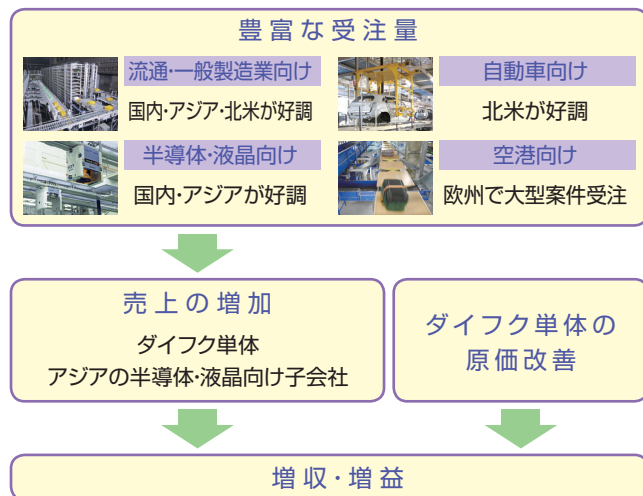 豊富な受注量
流通・一般製造業向け
国内・アジア・北米が好調
自動車向け
北米が好調
半導体・液晶向け
国内・アジアが好調
空港向け
欧州で大型案件受注
売上の増加
ダイフク単体
アジアの半導体・液晶向け子会社
ダイフク単体の
原価改善
増収・増益